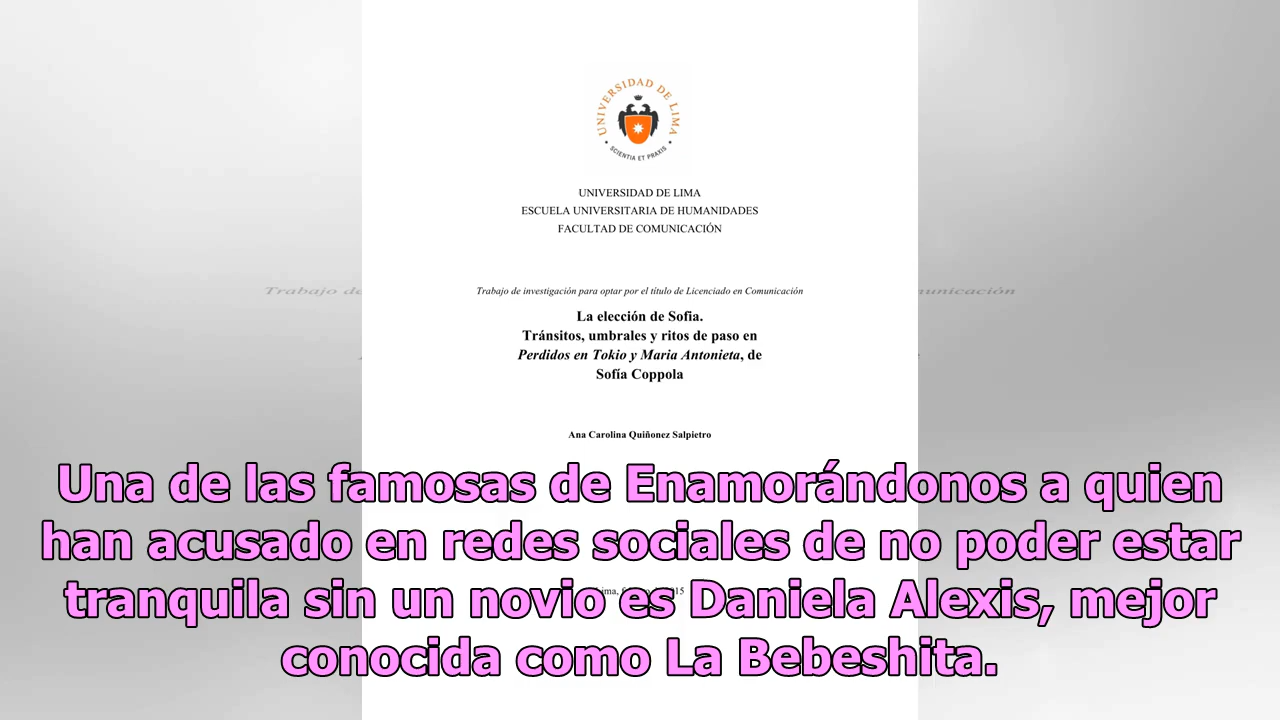 UNIVERSIDAD DE LIMA
SCIENTIA ET PRAXIS
UNIVERSIDAD DE LIMA
ESCUELA UNIVERSITARIA DE HUMANIDADES
FACULTAD DE COMUNICACIÓN
Trabajo de investigación para optar por el título de Licenciado en Comunicación
Trabajo de
municación
La elección de Sofia.
Tránsitos, umbrales y ritos de paso en
Perdidos en Tokio y Maria Antonieta, de
Sofía Coppola
Ana Carolina Quiñonez Salpietro
Una de las famosas de Enamorándonos a quien
han acusado en redes sociales de no poder estar
tranquila sin un novio es Daniela Alexis, mejor
conocida como La Bebeshita.